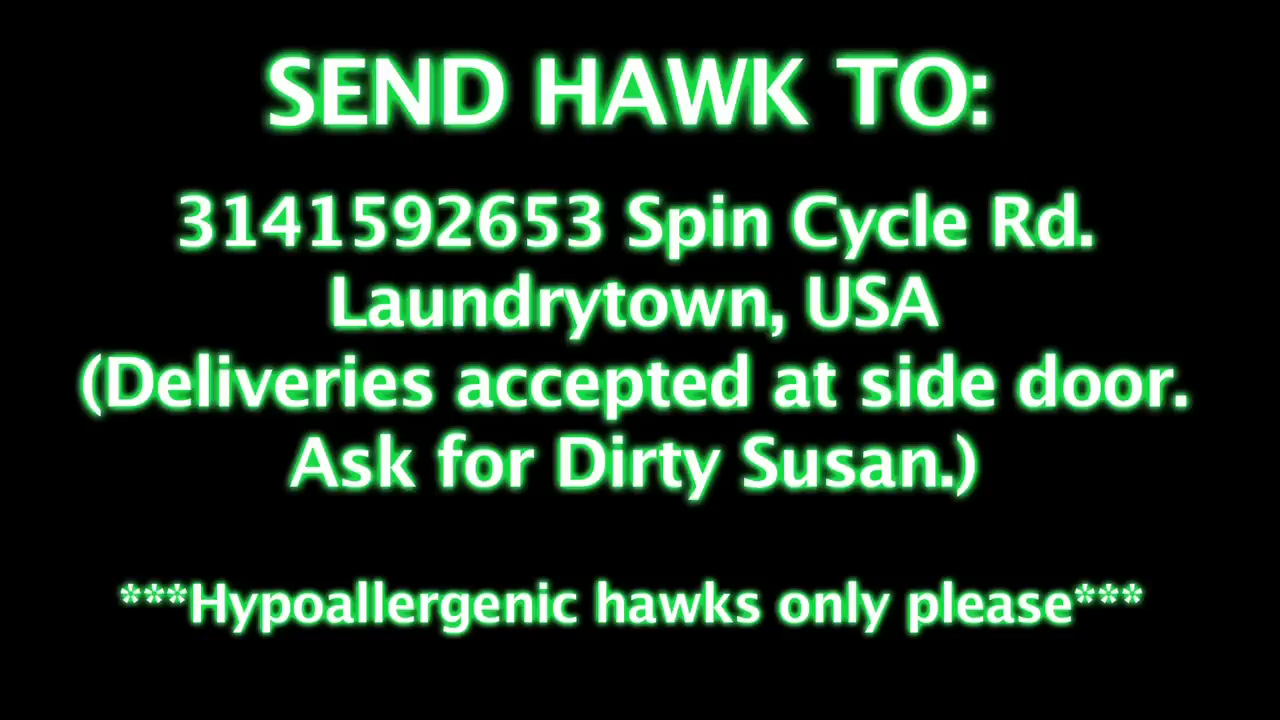 SEND HAWK TO:
3141592653 Spin Cycle Rd.
Laundrytown, USA
(Deliveries accepted at side door.
Ask for Dirty Susan.)
***Hypoallergenic hawks only please***